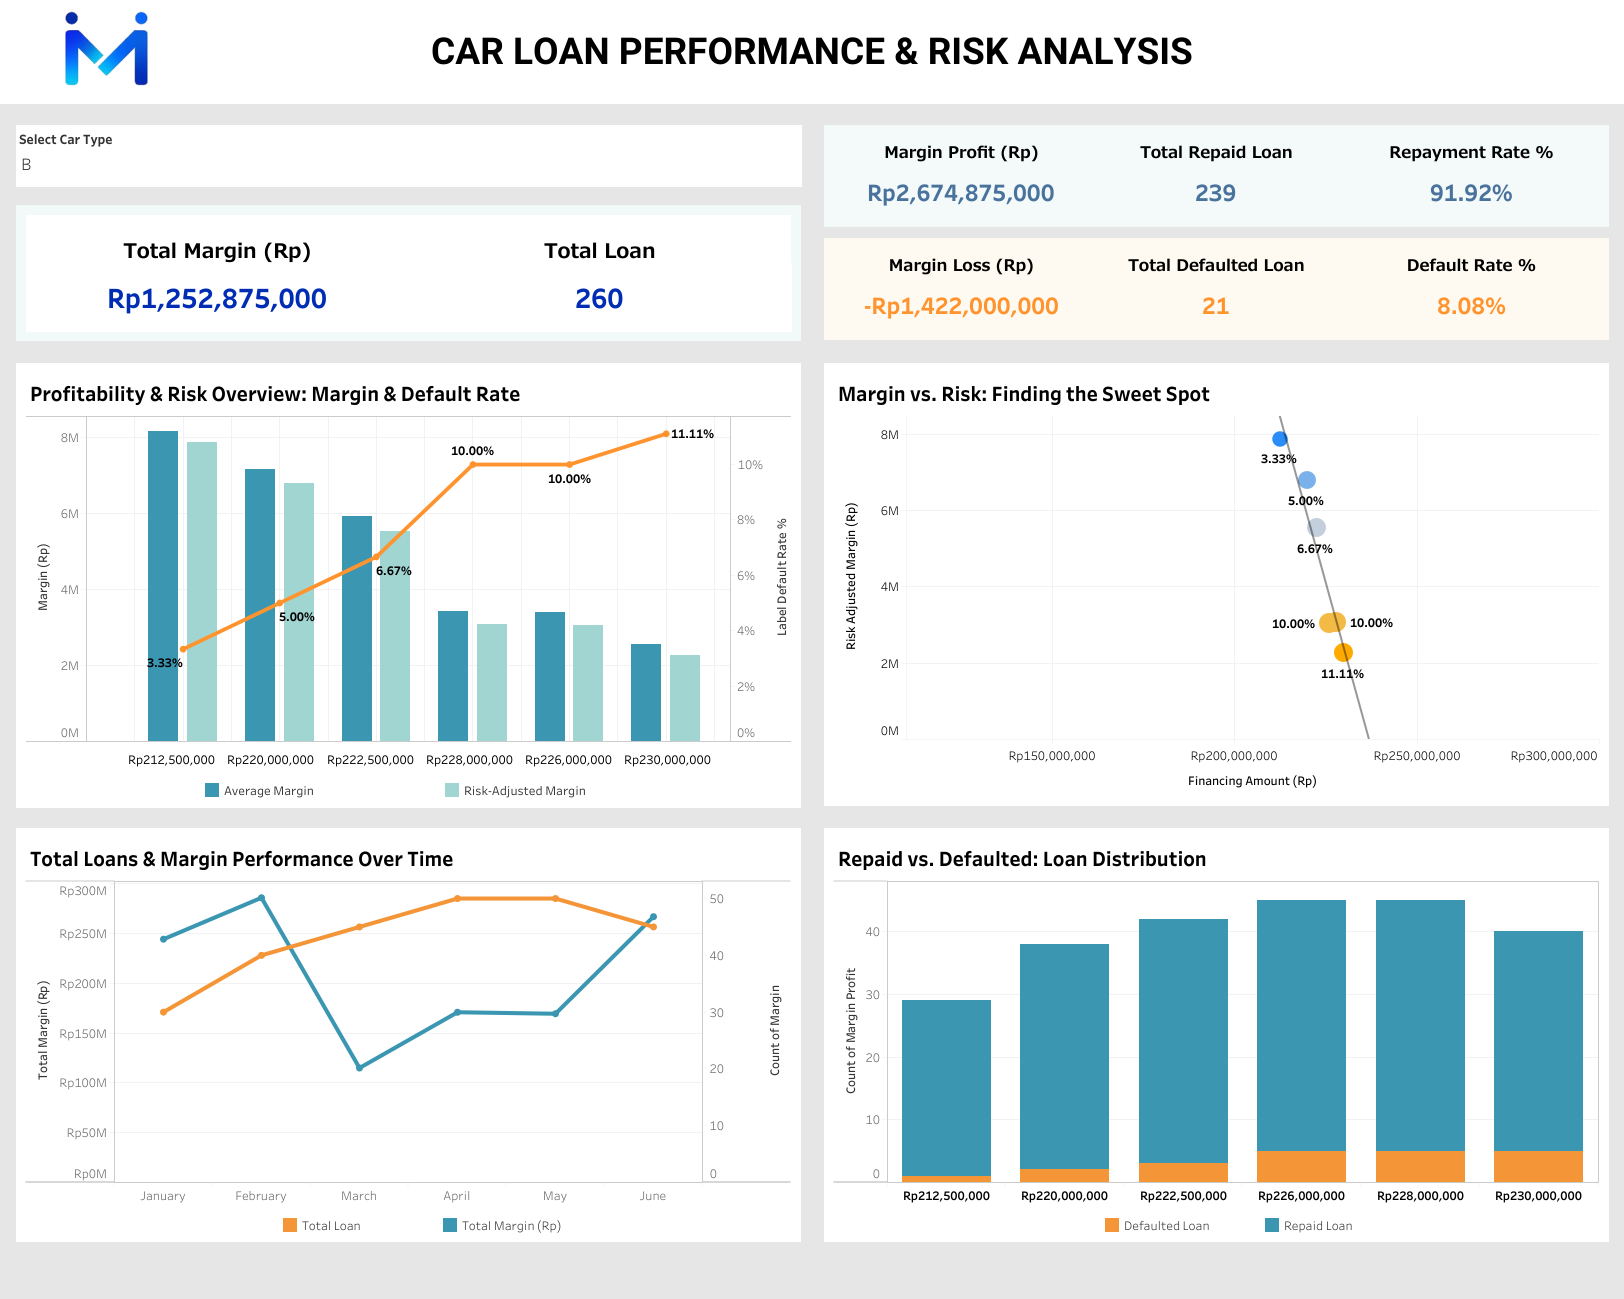 CAR LOAN PERFORMANCE & RISK ANALYSIS
Select Car Type
B
Total Margin (Rp) Total Loan
Rp1,252,875,000 260
Margin Profit (Rp) Total Repaid Loan Repayment Rate %
Rp2,674,875,000 239 91.92%
Margin Loss (Rp) Total Defaulted Loan Default Rate %
-Rp1,422,000,000 21 8.08%
Profitability & Risk Overview: Margin & Default Rate
8M
6M
4M
2M
0M
Margin (Rp)
3.33%
5.00%
6.67%
10.00%
10.00%
11.11%
10%
8%
6%
4%
2%
0%
Label Default Rate %
Rp212,500,000 Rp220,000,000 Rp222,500,000 Rp228,000,000 Rp226,000,000 Rp230,000,000
Average Margin Risk-Adjusted Margin
Margin vs. Risk: Finding the Sweet Spot
8M
6M
4M
2M
0M
Risk Adjusted Margin (Rp)
3.33%
5.00%
6.67%
10.00% 10.00%
11.11%
Rp150,000,000 Rp200,000,000 Rp250,000,000 Rp300,000,000
Financing Amount (Rp)
Total Loans & Margin Performance Over Time
Rp300M
Rp250M
Rp200M
Rp150M
Rp100M
Rp50M
Rp0M
Total Margin (Rp)
50
40
30
20
10
0
Count of Margin
January February March April May June
Total Loan Total Margin (Rp)
Repaid vs. Defaulted: Loan Distribution
40
30
20
10
0
Count of Margin Profit
Rp212,500,000 Rp220,000,000 Rp222,500,000 Rp226,000,000 Rp228,000,000 Rp230,000,000
Defaulted Loan Repaid Loan